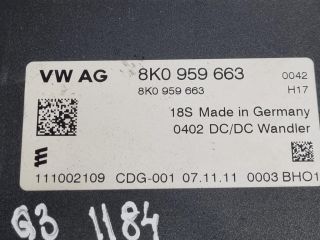 VW AG 8K0 959 663 0042
8K0 959 663 H17
18S Made in Germany
0402 DC/DC Wandler
m
111002109 CDG-001 07.11.11 0003 BHO1
Q3 1184